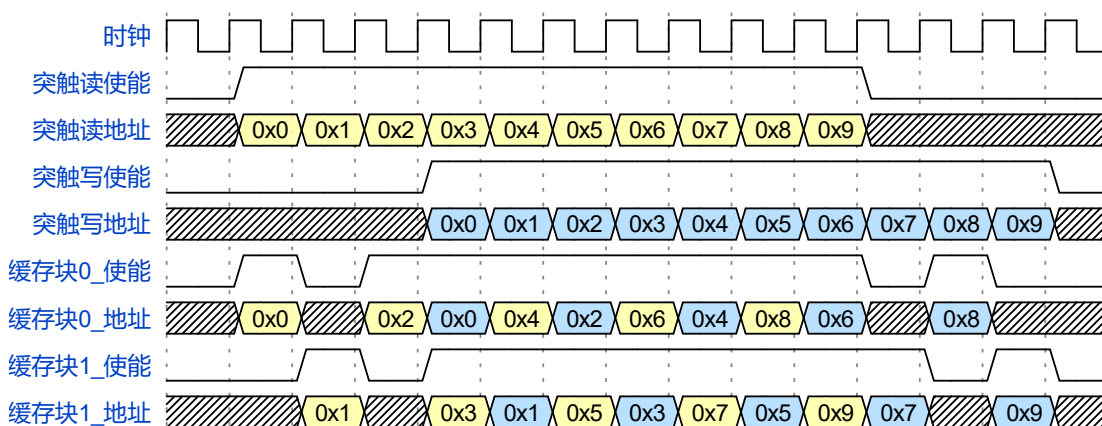 时钟
突触读使能
突触读地址 0x0 0x1 0x2 0x3 0x4 0x5 0x6 0x7 0x8 0x9
突触写使能
突触写地址 0x0 0x1 0x2 0x3 0x4 0x5 0x6 0x7 0x8 0x9
缓存块0_使能
缓存块0_地址 0x0 0x2 0x0 0x4 0x2 0x6 0x4 0x8 0x6 0x8
缓存块1_使能
缓存块1_地址 0x1 0x3 0x1 0x5 0x3 0x7 0x5 0x9 0x7 0x9